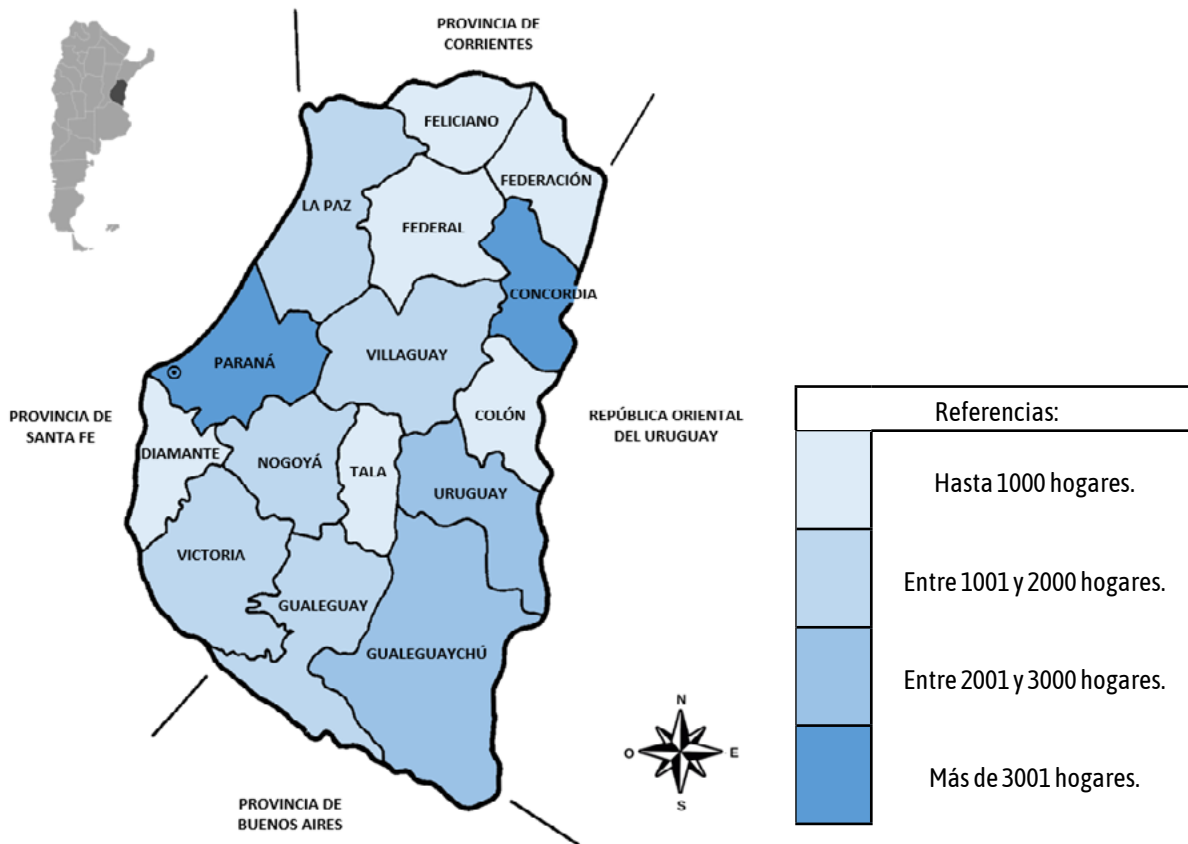 PROVINCIA DE
CORRIENTES
FELICIANO
FEDERACIÓN
LA PAZ
FEDERAL
CONCORDIA
PARANÁ
VILLAGUAY
PROVINCIA DE
SANTA FE
COLÓN
REPÚBLICA ORIENTAL
DEL URUGUAY
DIAMANTE
NOGOYÁ
TALA
URUGUAY
VICTORIA
GUALEGUAY
GUALEGUAYCHÚ
PROVINCIA DE
BUENOS AIRES
N
O
E
S
Referencias:
Hasta 1000 hogares.
Entre 1001 y 2000 hogares.
Entre 2001 y 3000 hogares.
Más de 3001 hogares.